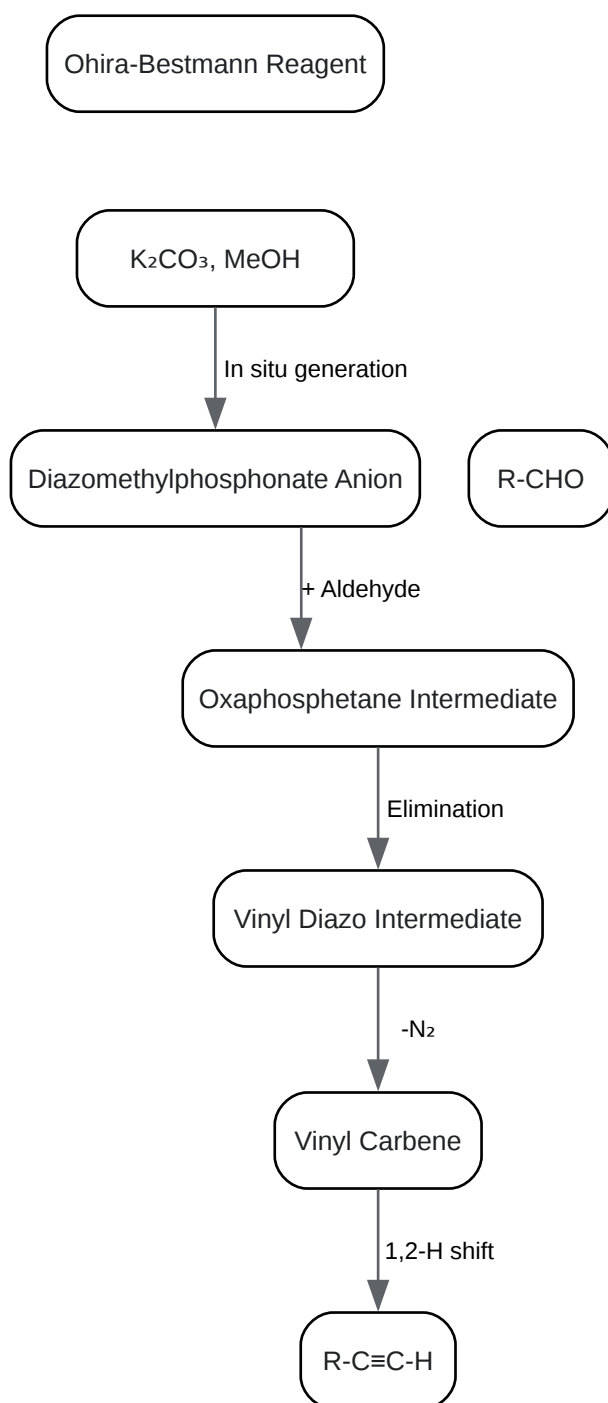 Ohira-Bestmann Reagent
K₂CO₃, MeOH
In situ generation
Diazomethylphosphonate Anion
R-CHO
+ Aldehyde
Oxaphosphetane Intermediate
Elimination
Vinyl Diazo Intermediate
-N₂
Vinyl Carbene
1,2-H shift
R-C≡C-H